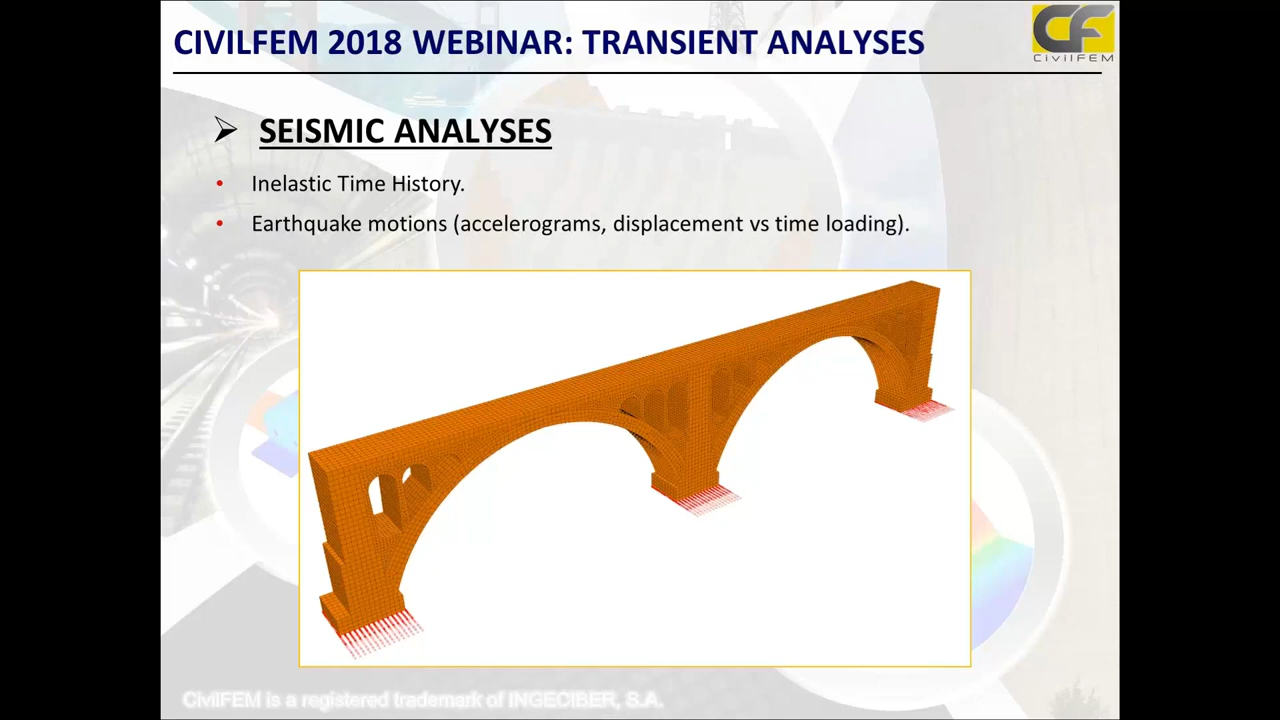 CIVILFEM 2018 WEBINAR: TRANSIENT ANALYSES
CF
CivilFEM
➢ SEISMIC ANALYSES
• Inelastic Time History.
• Earthquake motions (accelerograms, displacement vs time loading).
CivilFEM is a registered trademark of INGECIBER, S.A.